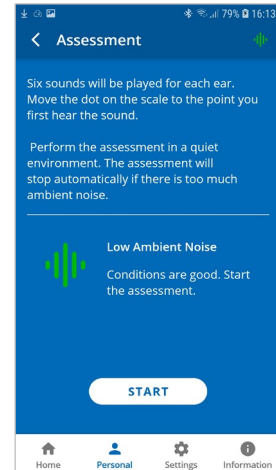 79% 16:13
Assessment
Six sounds will be played for each ear.
Move the dot on the scale to the point you
first hear the sound.
Perform the assessment in a quiet
environment. The assessment will
stop automatically if there is too much
ambient noise.
Low Ambient Noise
Conditions are good. Start
the assessment.
START
Home Personal Settings Information